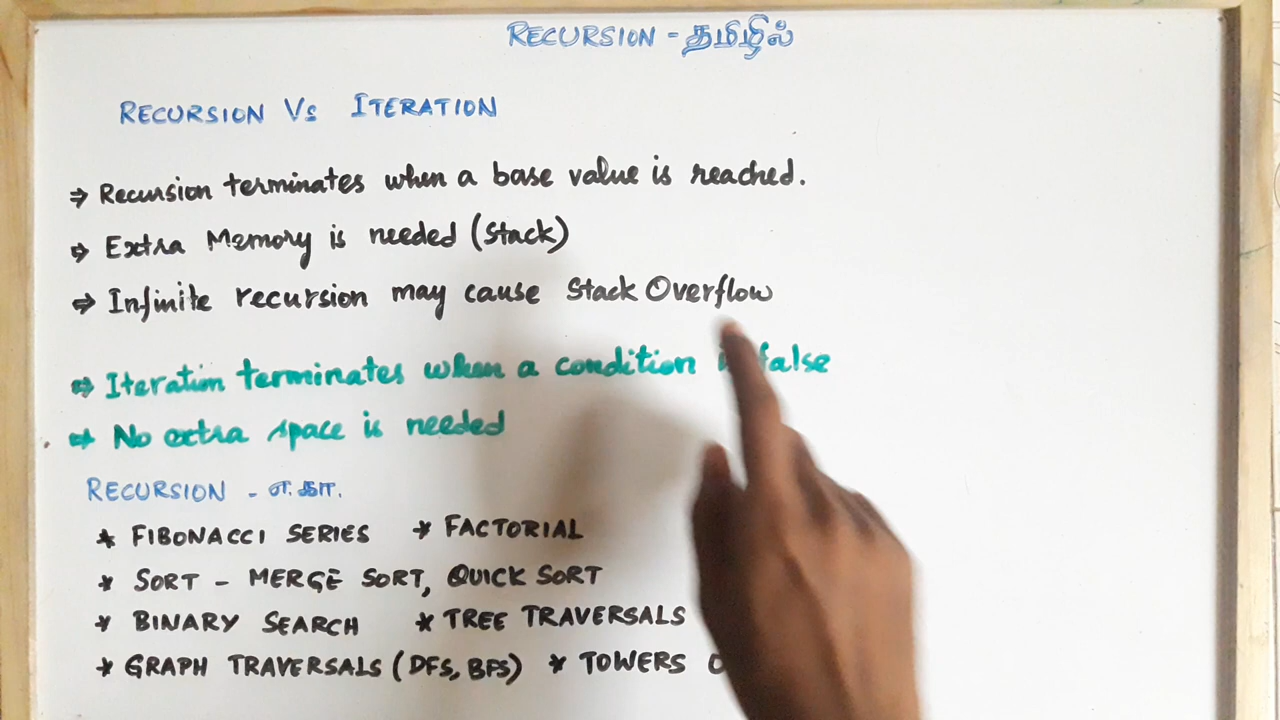 RECURSION - தமிழில்
RECURSION Vs ITERATION
⇒ Recursion terminates when a base value is reached.
⇒ Extra Memory is needed (Stack)
⇒ Infinite recursion may cause Stack Overflow
⇒ Iteration terminates when a condition false
⇒ No extra space is needed
RECURSION - எ.கா.
* FIBONACCI SERIES * FACTORIAL
* SORT - MERGE SORT, QUICK SORT
* BINARY SEARCH * TREE TRAVERSALS
* GRAPH TRAVERSALS (DFS, BFS) * TOWERS